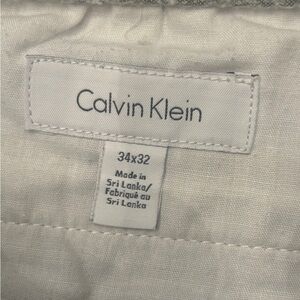 Calvin Klein
34x32
Made in
Sri Lanka/
Fabriqué au
Sri Lanka